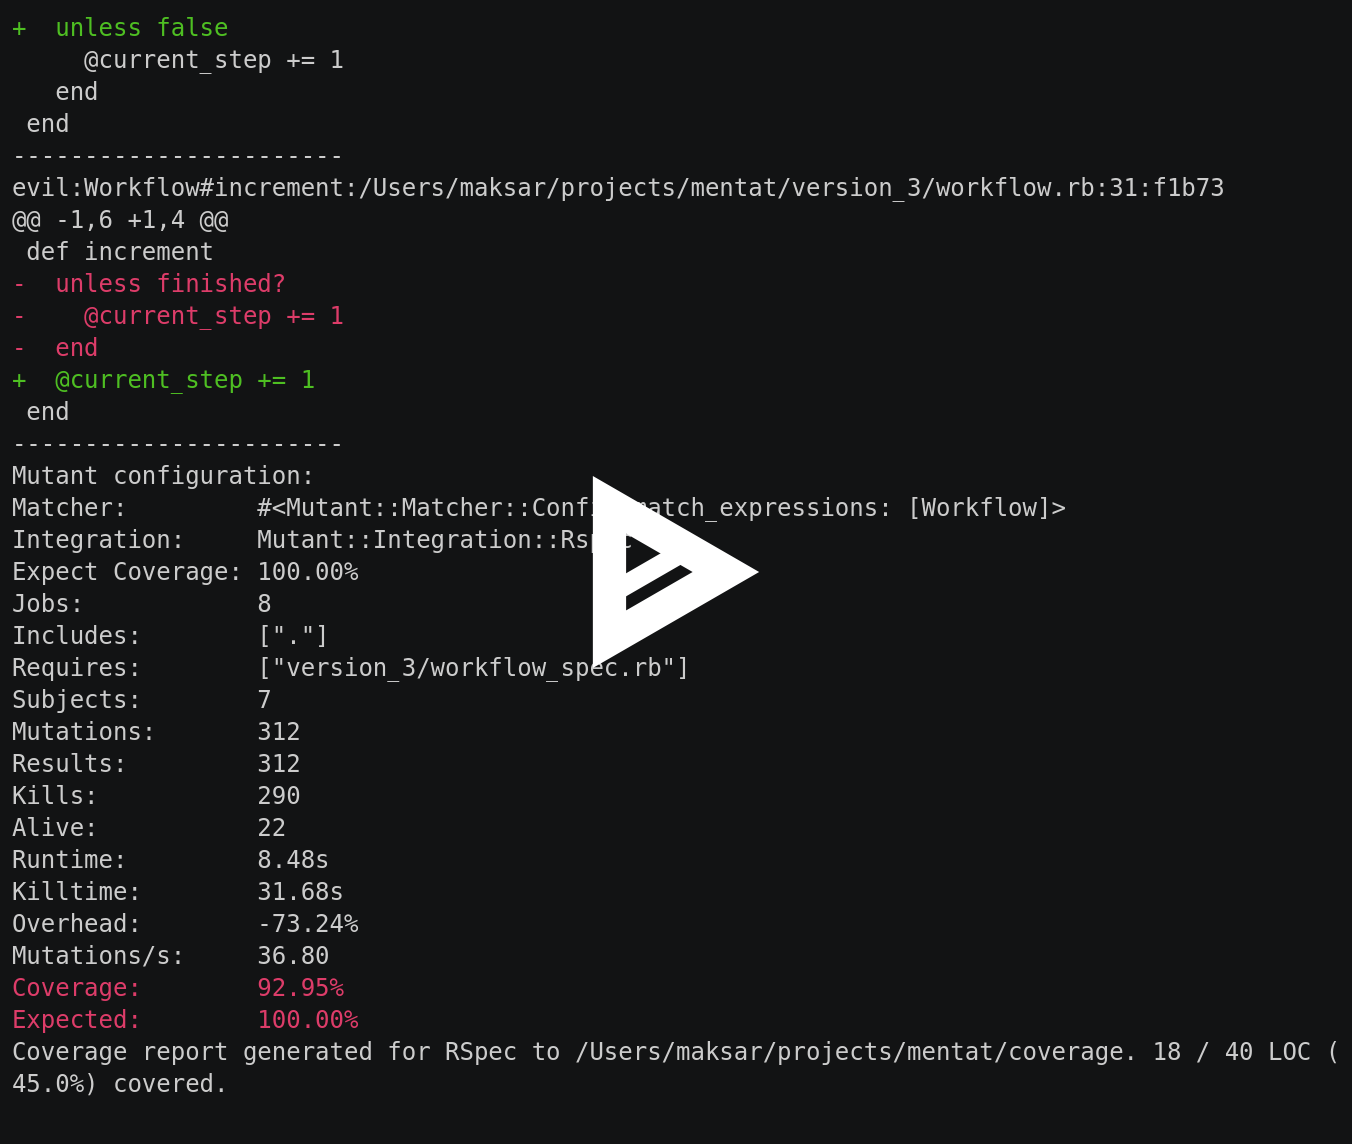 +  unless false
     @current_step += 1
   end
 end
-----------------------
evil:Workflow#increment:/Users/maksar/projects/mentat/version_3/workflow.rb:31:f1b73
@@ -1,6 +1,4 @@
 def increment
-  unless finished?
-    @current_step += 1
-  end
+  @current_step += 1
 end
-----------------------
Mutant configuration:
Matcher:         #<Mutant::Matcher::Config match_expressions: [Workflow]>
Integration:     Mutant::Integration::Rspec
Expect Coverage: 100.00%
Jobs:            8
Includes:        ["."]
Requires:        ["version_3/workflow_spec.rb"]
Subjects:        7
Mutations:       312
Results:         312
Kills:           290
Alive:           22
Runtime:         8.48s
Killtime:        31.68s
Overhead:        -73.24%
Mutations/s:     36.80
Coverage:        92.95%
Expected:        100.00%
Coverage report generated for RSpec to /Users/maksar/projects/mentat/coverage. 18 / 40 LOC (
45.0%) covered.